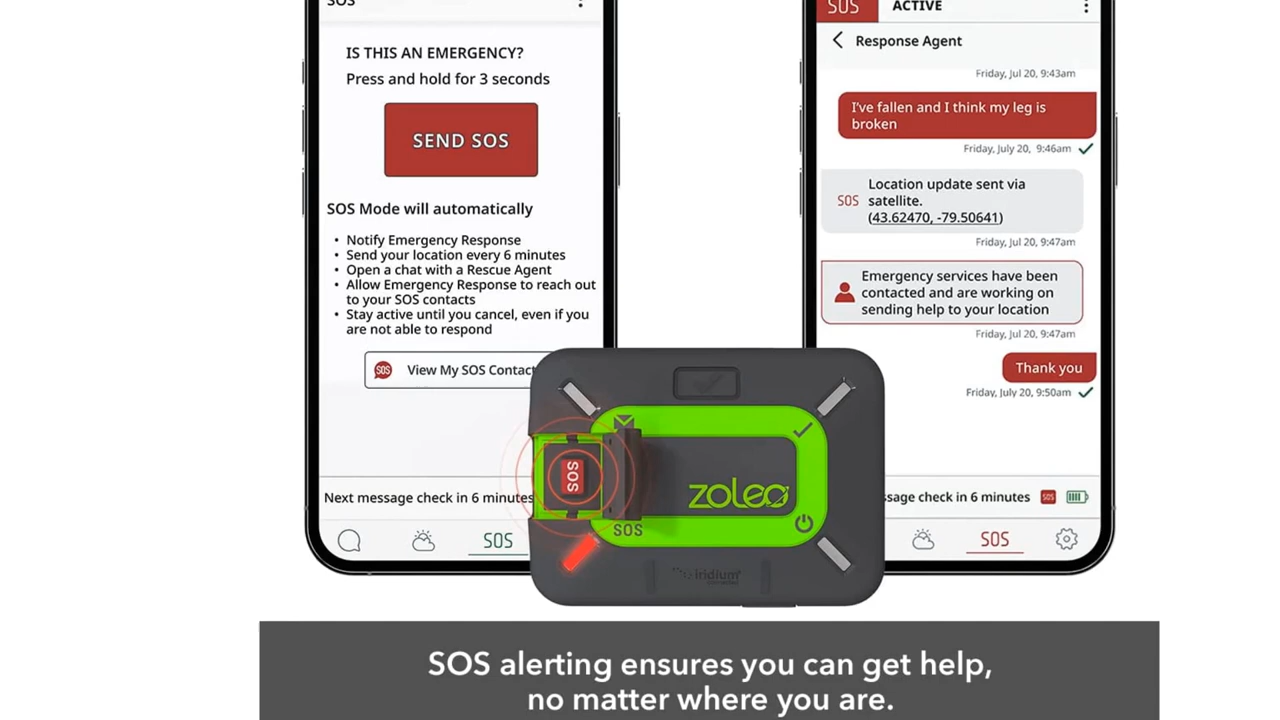 SOS
IS THIS AN EMERGENCY?
Press and hold for 3 seconds
SEND SOS
SOS Mode will automatically
• Notify Emergency Response
• Send your location every 6 minutes
• Open a chat with a Rescue Agent
• Allow Emergency Response to reach out
to your SOS contacts
• Stay active until you cancel, even if you
are not able to respond
SOS View My SOS Contac
Next message check in 6 minutes
SOS
SOS ACTIVE
Response Agent
Friday, Jul 20, 9:43am
I've fallen and I think my leg is
broken
Friday, July 20, 9:46am
SOS Location update sent via
satellite.
(43.62470, -79.50641)
Friday, Jul 20, 9:47am
Emergency services have been
contacted and are working on
sending help to your location
Friday, Jul 20, 9:47am
Thank you
Friday, July 20, 9:50am
sage check in 6 minutes SOS
SOS
SOS
zoleo
SOS
iridium
SOS alerting ensures you can get help,
no matter where you are.